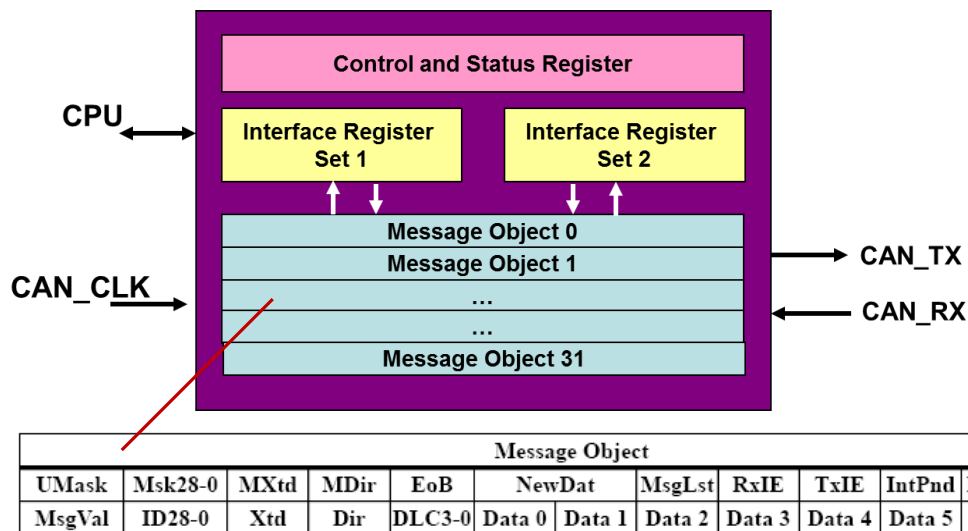 Control and Status Register
CPU
Interface Register
Set 1
Interface Register
Set 2
Message Object 0
Message Object 1
CAN_TX
CAN_CLK
...
...
CAN_RX
Message Object 31
Message Object
UMask Msk28-0 MXtd MDir EoB NewDat MsgLst RxIE TxIE IntPnd
MsgVal ID28-0 Xtd Dir DLC3-0 Data 0 Data 1 Data 2 Data 3 Data 4 Data 5